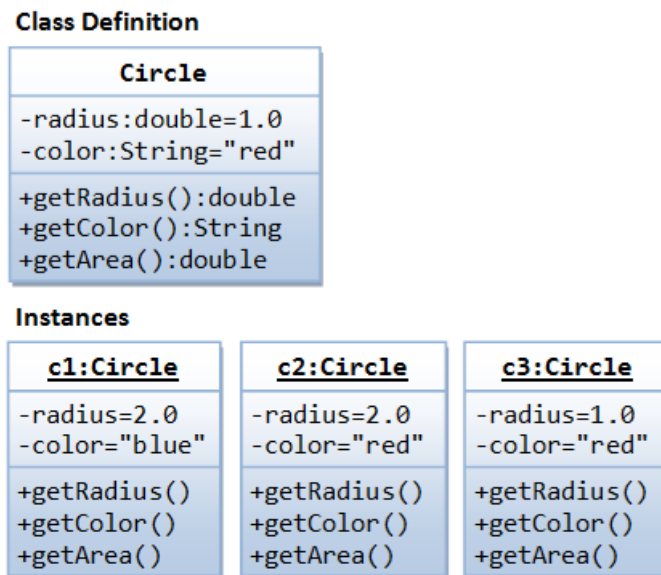 Class Definition
Circle
-radius:double=1.0
-color:String="red"
+getRadius():double
+getColor():String
+getArea():double
Instances
c1:Circle
-radius=2.0
-color="blue"
+getRadius()
+getColor()
+getArea()
c2:Circle
-radius=2.0
-color="red"
+getRadius()
+getColor()
+getArea()
c3:Circle
-radius=1.0
-color="red"
+getRadius()
+getColor()
+getArea()